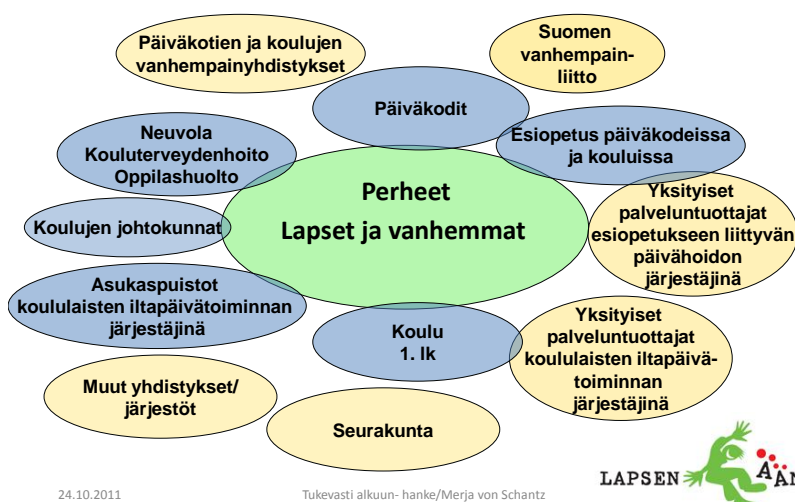 Päiväkotien ja koulujen
vanhempainyhdistykset
Suomen
vanhempain-
liitto
Päiväkodit
Neuvola
Kouluterveydenhoito
Oppilashuolto
Esiopetus päiväkodeissa
ja kouluissa
Perheet
Lapset ja vanhemmat
Yksityiset
palveluntuottajat
esiopetukseen liittyvän
päivähoidon
järjestäjinä
Koulujen johtokunnat
Asukaspuistot
koululaisten iltapäivätoiminnan
järjestäjinä
Koulu
1. lk
Yksityiset
palveluntuottajat
koululaisten iltapäivä-
toiminnan
järjestäjinä
Muut yhdistykset/
järjestöt
Seurakunta
LAPSEN
24.10.2011
Tukevasti alkuun- hanke/Merja von Schantz